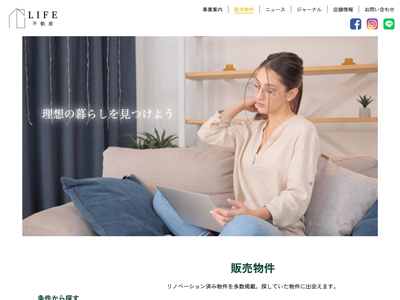 LIFE
不動産
事業案内 販売物件 ニュース ジャーナル 店舗情報 お問い合わせ
理想の暮らしを見つけよう
販売物件
リノベーション済み物件を多数掲載。探していた物件に出会えます。
条件から探す